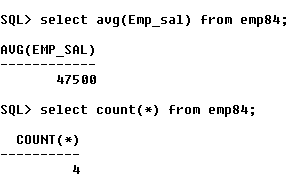 SQL> select avg(Emp_sal) from emp84;
AVG(EMP_SAL)
------------
47500
SQL> select count(*) from emp84;
COUNT(*)
----------
4